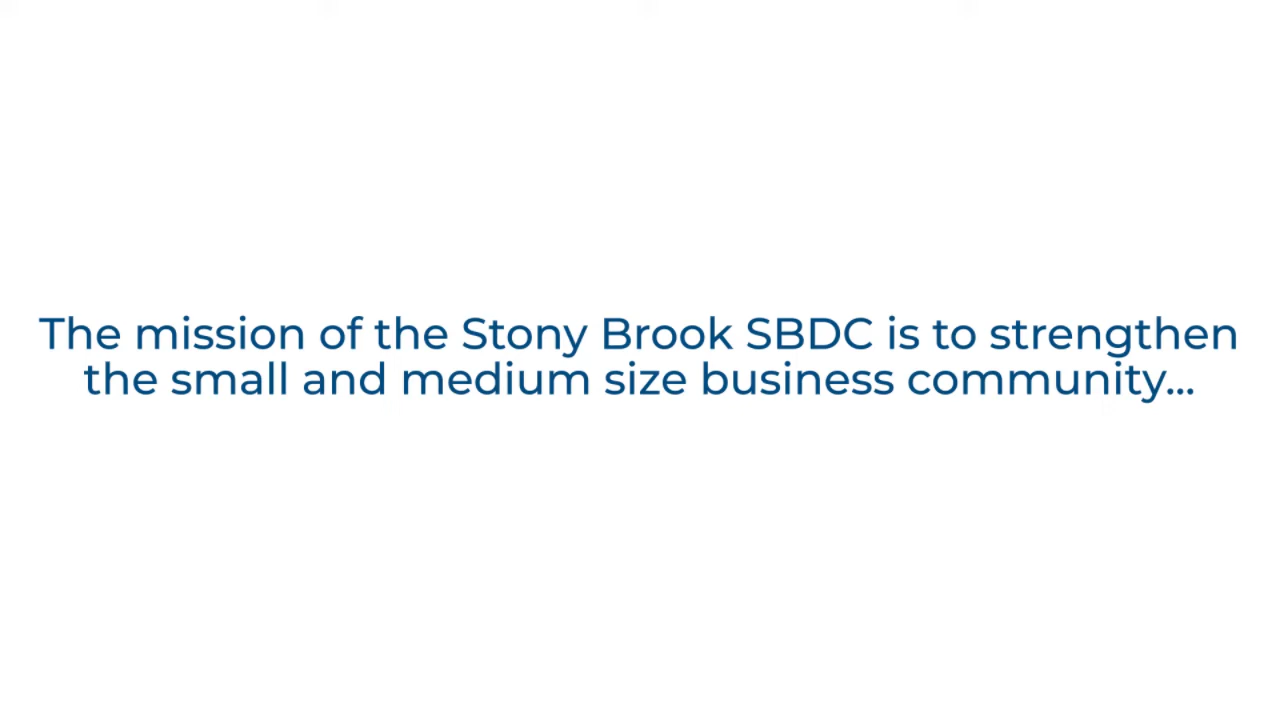 The mission of the Stony Brook SBDC is to strengthen
the small and medium size business community...